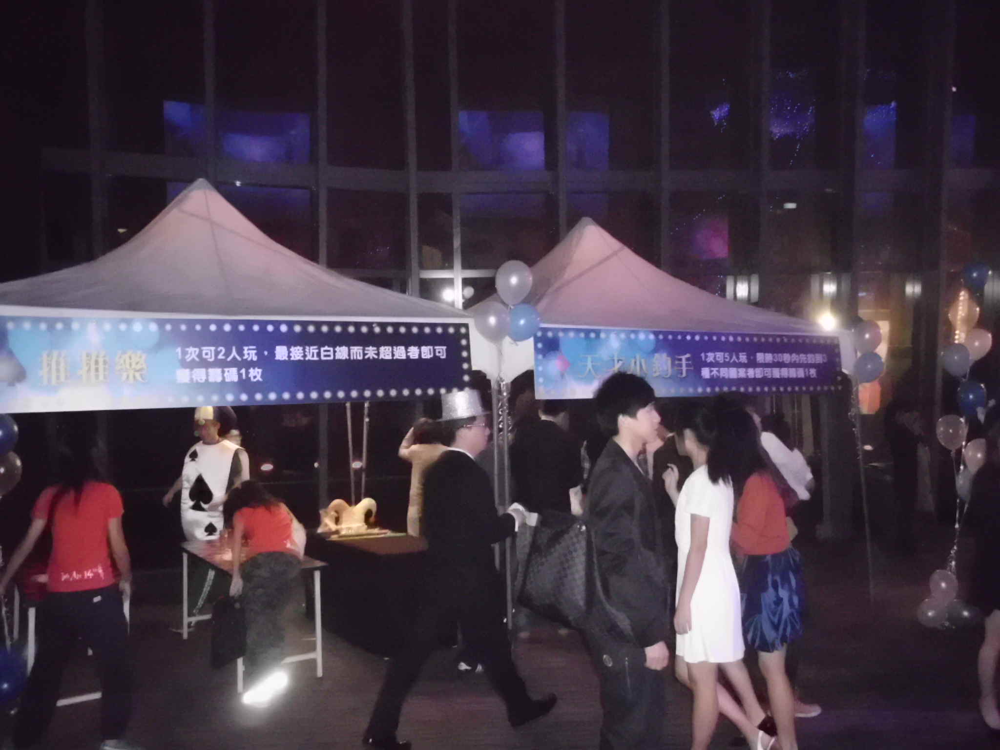 推推樂
1次可2人玩，最接近白線而未超過者即可
獲得籌碼1枚
天才小釣手
1次可5人玩，限時30秒內先釣到3
種不同圖案者即可獲得籌碼1枚